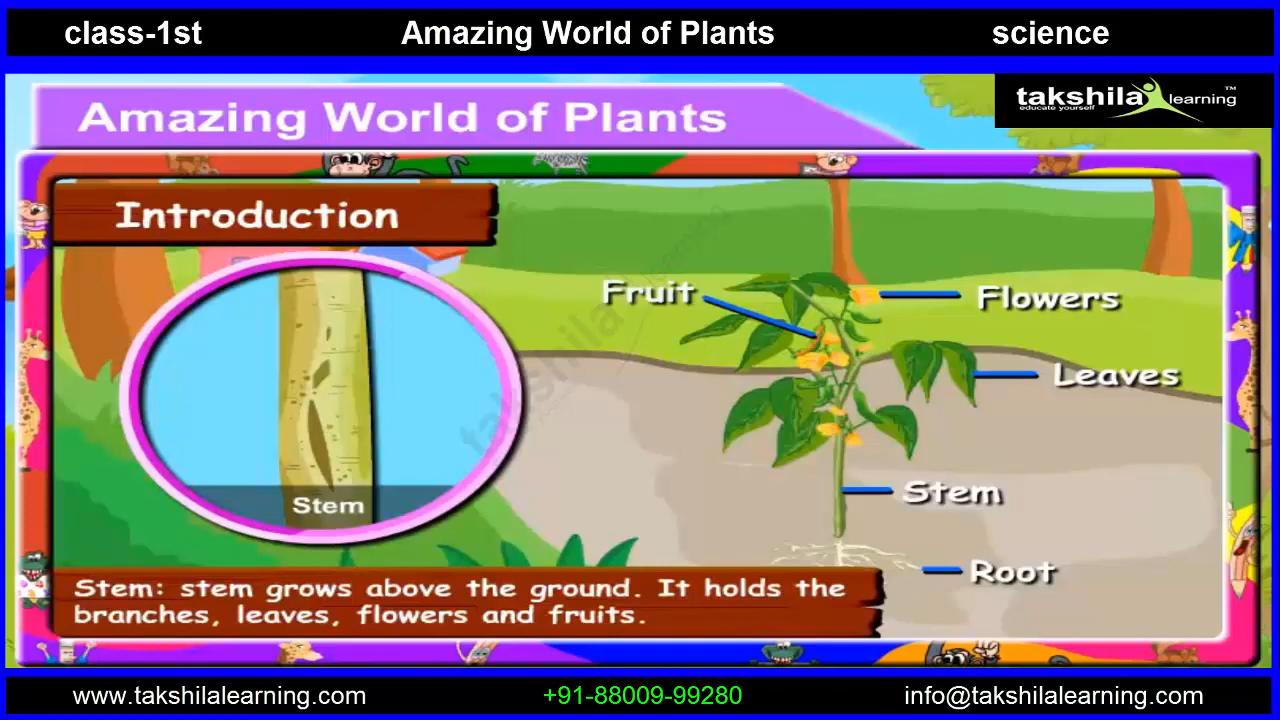 class-1st Amazing World of Plants science
takshila learning™
educate yourself
Amazing World of Plants
Introduction
Fruit
Flowers
Leaves
Stem
Stem
Root
Stem: stem grows above the ground. It holds the
branches, leaves, flowers and fruits.
takshila learning
www.takshilalearning.com +91-88009-99280 info@takshilalearning.com